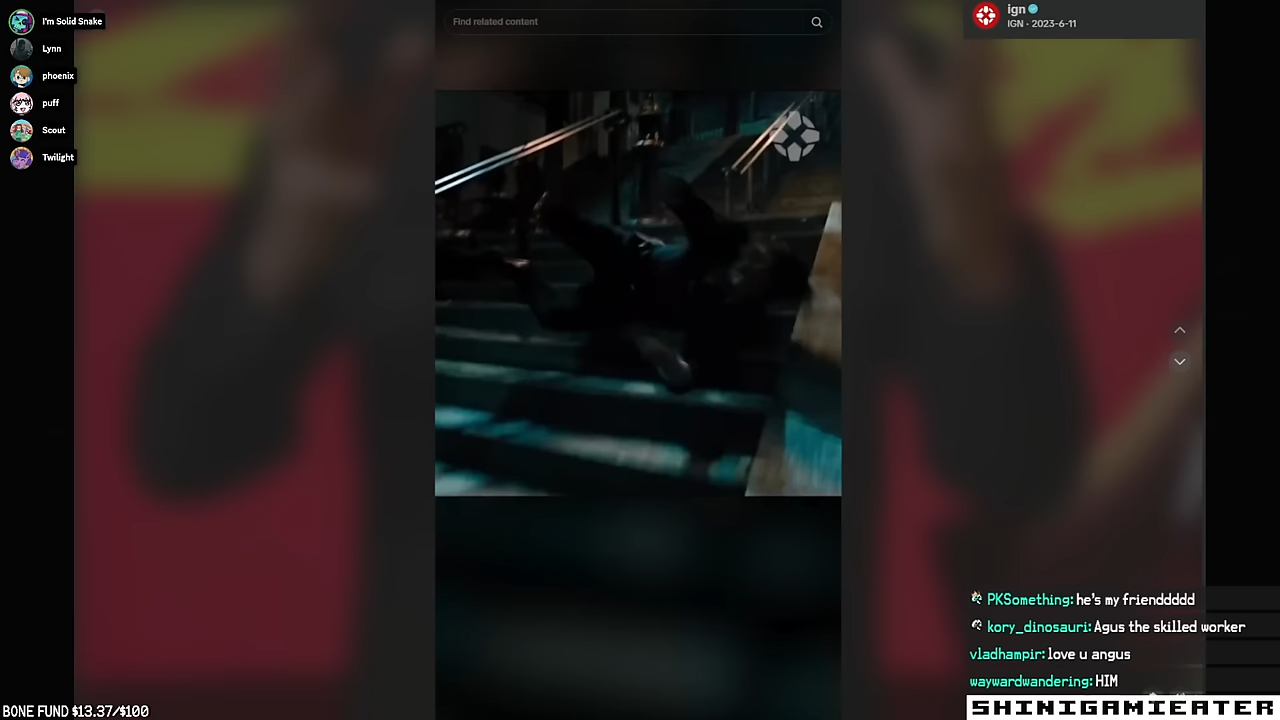 I'm Solid Snake
Lynn
phoenix
puff
Scout
Twilight
Find related content
ign
IGN · 2023-6-11
PKSomething: he's my frienddddd
kory_dinosauri: Agus the skilled worker
vladhampir: love u angus
waywardwandering: HIM
BONE FUND $13.37/$100
SHINIGAMIEATER